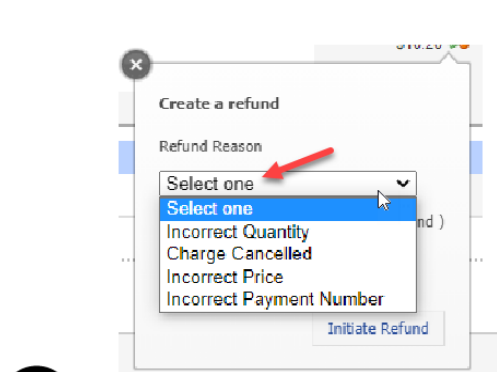 Create a refund
Refund Reason
Select one
Select one
Incorrect Quantity
nd )
Charge Cancelled
Incorrect Price
Incorrect Payment Number
Initiate Refund